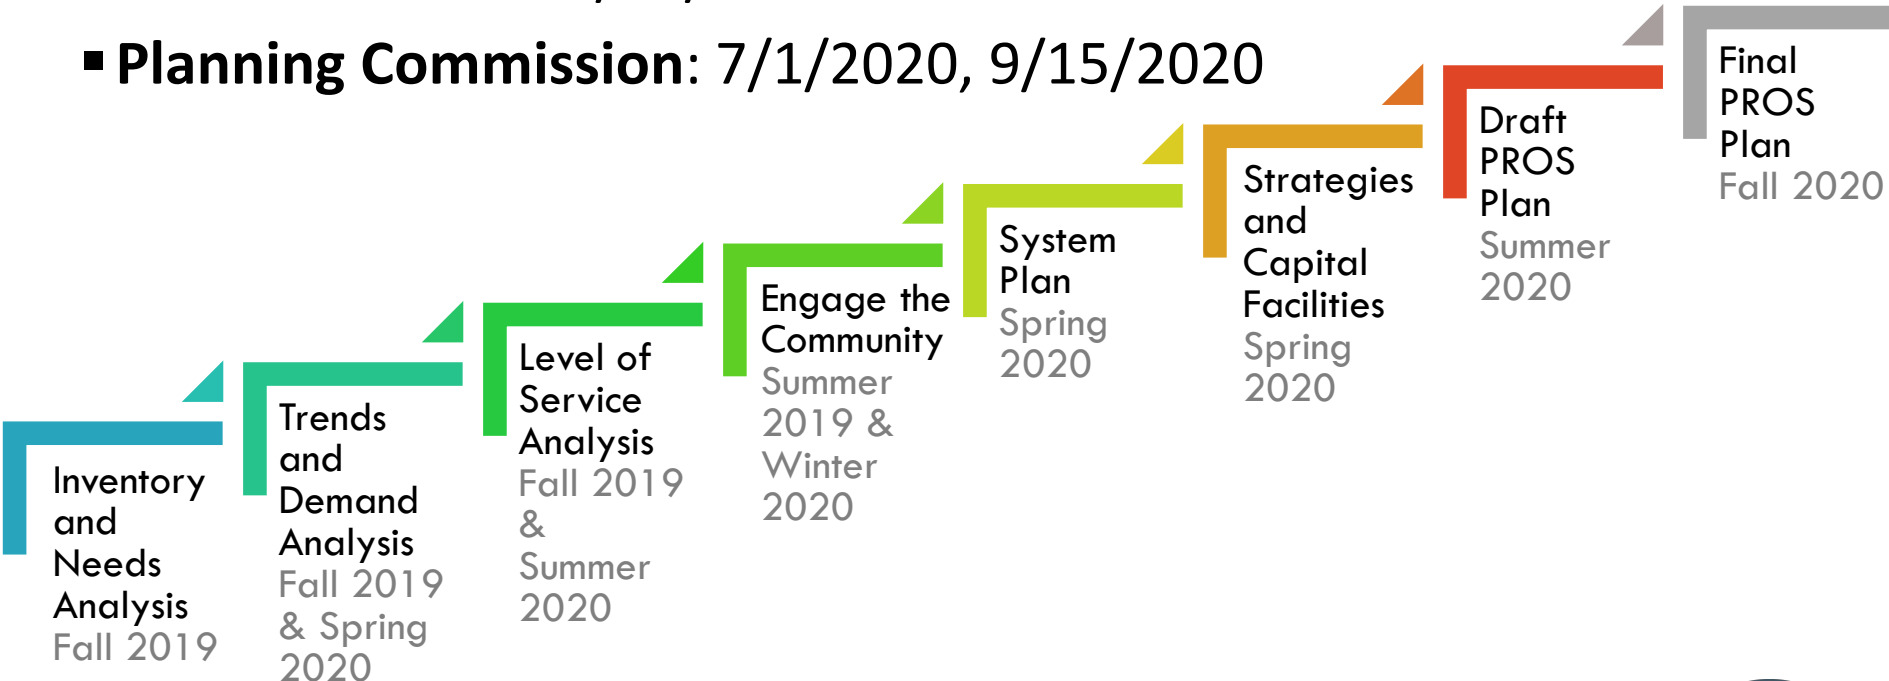 ▪ Planning Commission: 7/1/2020, 9/15/2020
Inventory
and
Needs
Analysis
Fall 2019
Trends
and
Demand
Analysis
Fall 2019
& Spring
2020
Level of
Service
Analysis
Fall 2019
&
Summer
2020
Engage the
Community
Summer
2019 &
Winter
2020
System
Plan
Spring
2020
Strategies
and
Capital
Facilities
Spring
2020
Draft
PROS
Plan
Summer
2020
Final
PROS
Plan
Fall 2020